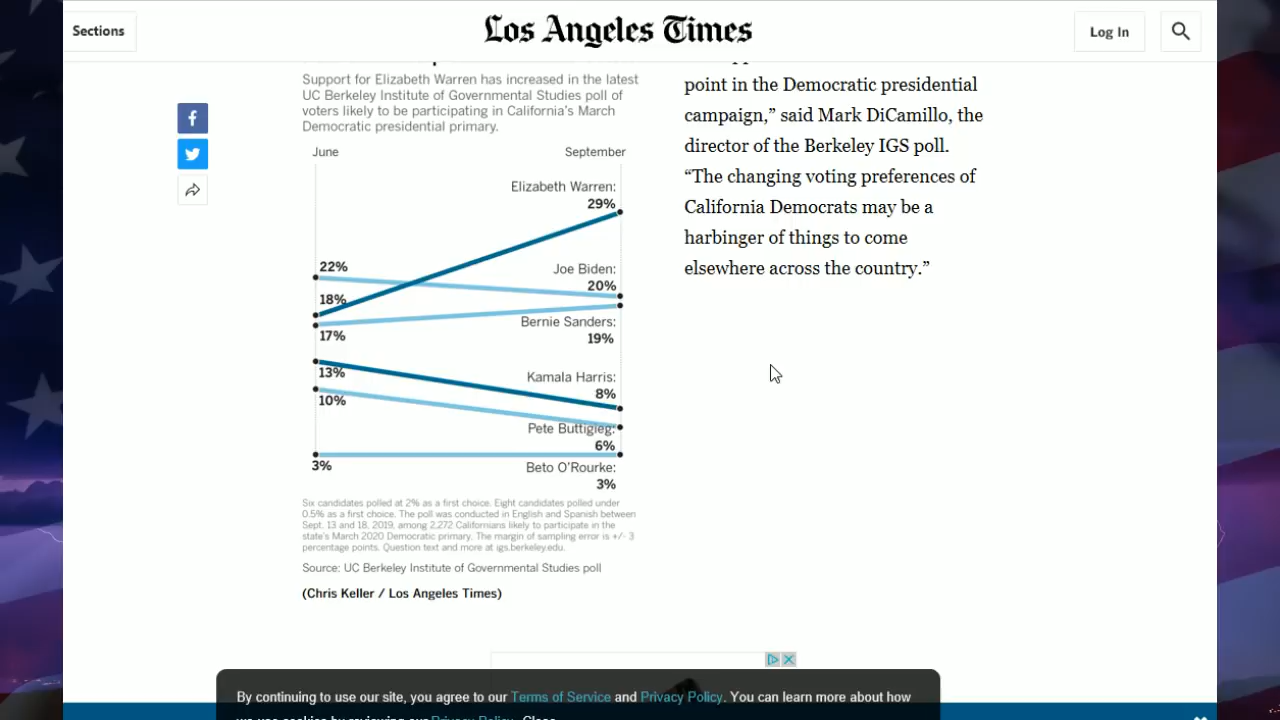 Sections
Los Angeles Times
Log In
Support for Elizabeth Warren has increased in the latest
UC Berkeley Institute of Governmental Studies poll of
voters likely to be participating in California's March
Democratic presidential primary.
June
September
Elizabeth Warren:
29%
22%
Joe Biden:
20%
18%
Bernie Sanders:
19%
17%
Kamala Harris:
8%
13%
10%
Pete Buttigieg:
6%
3%
Beto O'Rourke:
3%
Six candidates polled at 2% as a first choice. Eight candidates polled under
0.5% as a first choice. The poll was conducted in English and Spanish between
Sept. 13 and 18, 2019, among 2,272 Californians likely to participate in the
state's March 2020 Democratic primary. The margin of sampling error is +/- 3
percentage points. Question text and more at igs.berkeley.edu.
Source: UC Berkeley Institute of Governmental Studies poll
(Chris Keller / Los Angeles Times)
point in the Democratic presidential
campaign,” said Mark DiCamillo, the
director of the Berkeley IGS poll.
“The changing voting preferences of
California Democrats may be a
harbinger of things to come
elsewhere across the country.”
By continuing to use our site, you agree to our Terms of Service and Privacy Policy. You can learn more about how
we use cookies by reviewing our Privacy Policy. Close